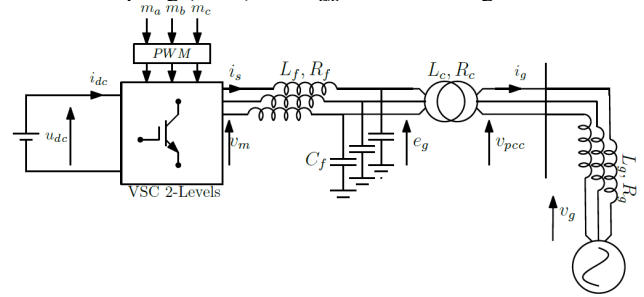 m_a m_b m_c
PWM
i_dc
u_dc
VSC 2-Levels
i_s
v_m
L_f, R_f
C_f
e_g
L_c, R_c
i_g
v_pcc
L_g, R_g
v_g